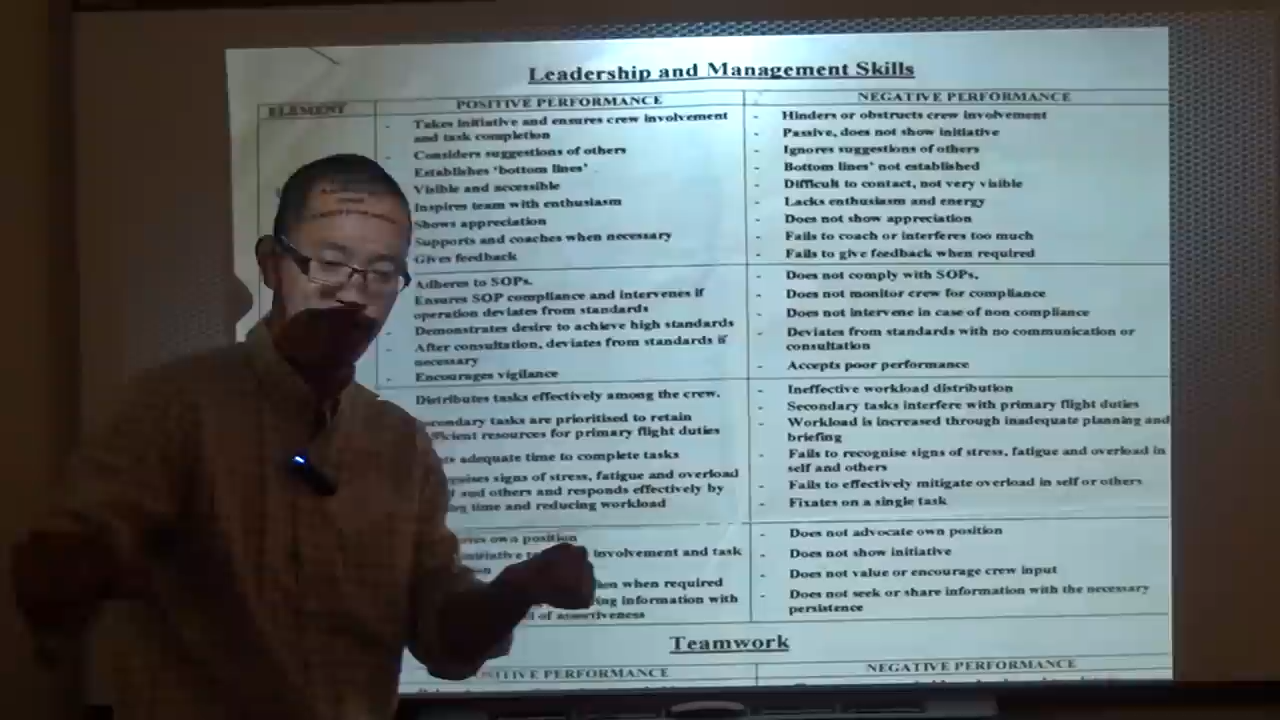 Leadership and Management Skills
ELEMENT
POSITIVE PERFORMANCE
NEGATIVE PERFORMANCE
- Takes initiative and ensures crew involvement
and task completion
- Considers suggestions of others
Establishes 'bottom lines'
Visible and accessible
Inspires team with enthusiasm
Shows appreciation
Supports and coaches when necessary
Gives feedback
- Hinders or obstructs crew involvement
- Passive, does not show initiative
- Ignores suggestions of others
- Bottom lines' not established
- Difficult to contact, not very visible
- Lacks enthusiasm and energy
- Does not show appreciation
- Fails to coach or interferes too much
- Fails to give feedback when required
Adheres to SOPs.
Ensures SOP compliance and intervenes if
operation deviates from standards
- Demonstrates desire to achieve high standards
- After consultation, deviates from standards if
necessary
- Encourages vigilance
- Does not comply with SOPs,
- Does not monitor crew for compliance
- Does not intervene in case of non compliance
- Deviates from standards with no communication or
consultation
- Accepts poor performance
Distributes tasks effectively among the crew.
tasks are prioritised to retain
resources for primary flight duties
adequate time to complete tasks
signs of stress, fatigue and overload
and others and responds effectively by
time and reducing workload
- Ineffective workload distribution
- Secondary tasks interfere with primary flight duties
- Workload is increased through inadequate planning and
briefing
- Fails to recognise signs of stress, fatigue and overload in
self and others
- Fails to effectively mitigate overload in self or others
- Fixates on a single task
own position
involvement and task
when required
information with
of assertiveness
- Does not advocate own position
- Does not show initiative
- Does not value or encourage crew input
- Does not seek or share information with the necessary
persistence
Teamwork
PERFORMANCE
NEGATIVE PERFORMANCE